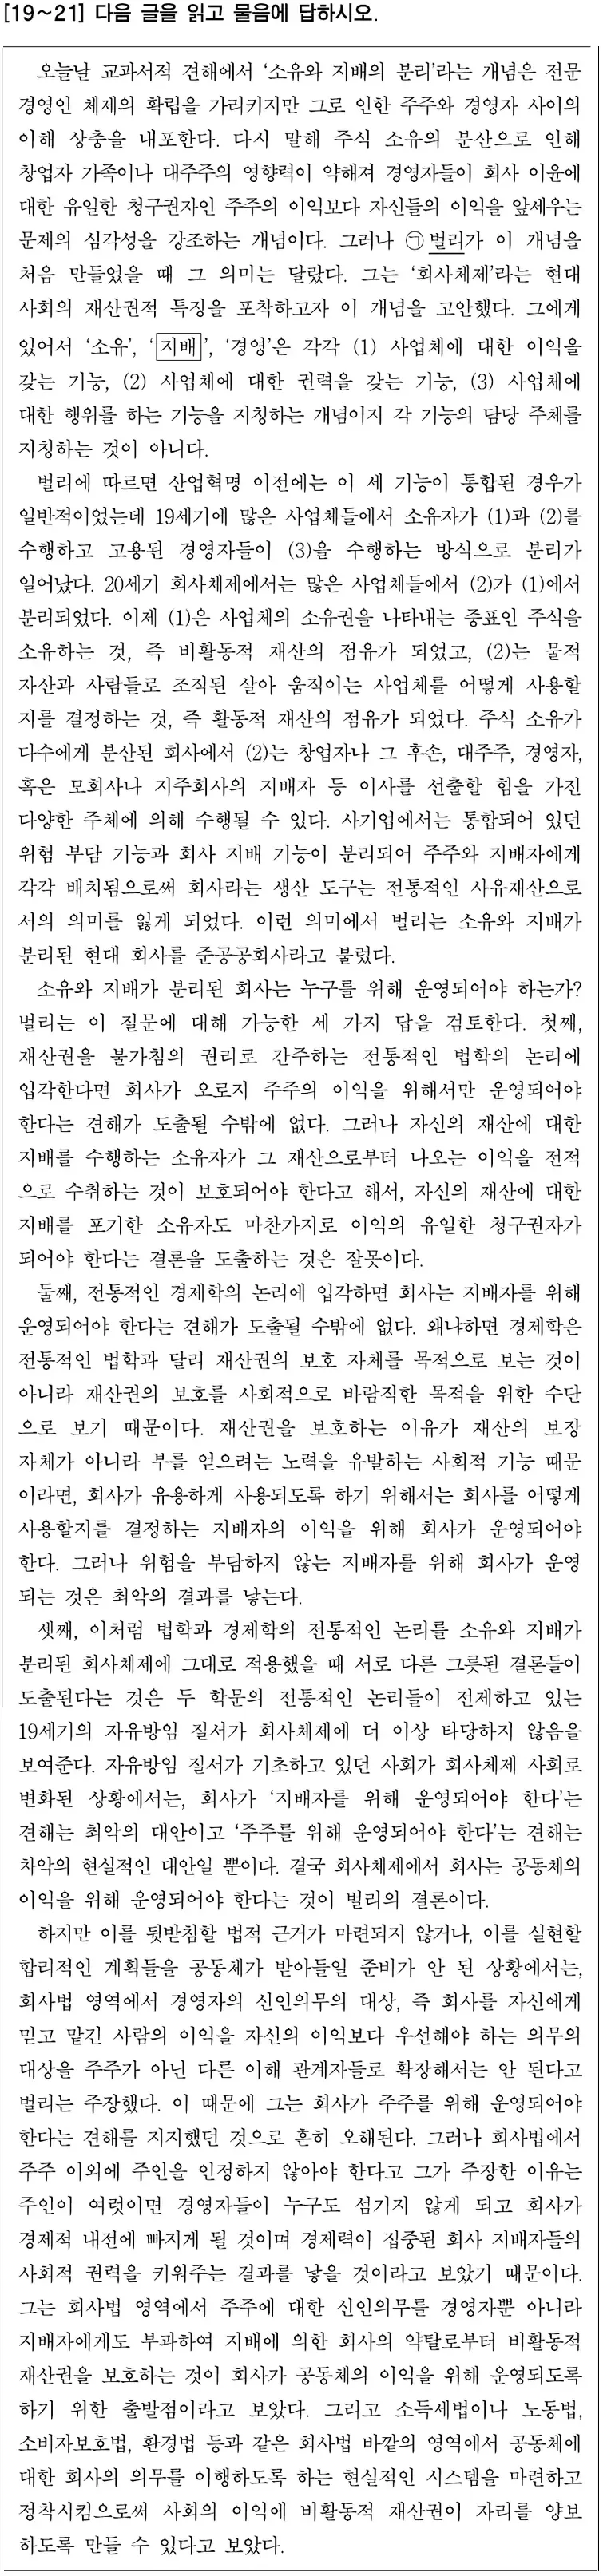 [19~21] 다음 글을 읽고 물음에 답하시오.
오늘날 교과서적 견해에서 ‘소유와 지배의 분리’라는 개념은 전문
경영인 체제의 확립을 가리키지만 그로 인한 주주와 경영자 사이의
이해 상충을 내포한다. 다시 말해 주식 소유의 분산으로 인해
창업자 가족이나 대주주의 영향력이 약해져 경영자들이 회사 이윤에
대한 유일한 청구권자인 주주의 이익보다 자신들의 이익을 앞세우는
문제의 심각성을 강조하는 개념이다. 그러나 ㉠벌리가 이 개념을
처음 만들었을 때 그 의미는 달랐다. 그는 ‘회사체제’라는 현대
사회의 재산권적 특징을 포착하고자 이 개념을 고안했다. 그에게
있어서 ‘소유’, ‘지배’, ‘경영’은 각각 (1) 사업체에 대한 이익을
갖는 기능, (2) 사업체에 대한 권력을 갖는 기능, (3) 사업체에
대한 행위를 하는 기능을 지칭하는 개념이지 각 기능의 담당 주체를
지칭하는 것이 아니다.
벌리에 따르면 산업혁명 이전에는 이 세 기능이 통합된 경우가
일반적이었는데 19세기에 많은 사업체들에서 소유자가 (1)과 (2)를
수행하고 고용된 경영자들이 (3)을 수행하는 방식으로 분리가
일어났다. 20세기 회사체제에서는 많은 사업체들에서 (2)가 (1)에서
분리되었다. 이제 (1)은 사업체의 소유권을 나타내는 증표인 주식을
소유하는 것, 즉 비활동적 재산의 점유가 되었고, (2)는 물적
자산과 사람들로 조직된 살아 움직이는 사업체를 어떻게 사용할
지를 결정하는 것, 즉 활동적 재산의 점유가 되었다. 주식 소유가
다수에게 분산된 회사에서 (2)는 창업자나 그 후손, 대주주, 경영자,
혹은 모회사나 지주회사의 지배자 등 이사를 선출할 힘을 가진
다양한 주체에 의해 수행될 수 있다. 사기업에서는 통합되어 있던
위험 부담 기능과 회사 지배 기능이 분리되어 주주와 지배자에게
각각 배치됨으로써 회사라는 생산 도구는 전통적인 사유재산으로
서의 의미를 잃게 되었다. 이런 의미에서 벌리는 소유와 지배가
분리된 현대 회사를 준공공회사라고 불렀다.
소유와 지배가 분리된 회사는 누구를 위해 운영되어야 하는가?
벌리는 이 질문에 대해 가능한 세 가지 답을 검토한다. 첫째,
재산권을 불가침의 권리로 간주하는 전통적인 법학의 논리에
입각한다면 회사가 오로지 주주의 이익을 위해서만 운영되어야
한다는 견해가 도출될 수밖에 없다. 그러나 자신의 재산에 대한
지배를 수행하는 소유자가 그 재산으로부터 나오는 이익을 전적
으로 수취하는 것이 보호되어야 한다고 해서, 자신의 재산에 대한
지배를 포기한 소유자도 마찬가지로 이익의 유일한 청구권자가
되어야 한다는 결론을 도출하는 것은 잘못이다.
둘째, 전통적인 경제학의 논리에 입각하면 회사는 지배자를 위해
운영되어야 한다는 견해가 도출될 수밖에 없다. 왜냐하면 경제학은
전통적인 법학과 달리 재산권의 보호 자체를 목적으로 보는 것이
아니라 재산권의 보호를 사회적으로 바람직한 목적을 위한 수단
으로 보기 때문이다. 재산권을 보호하는 이유가 재산의 보장
자체가 아니라 부를 얻으려는 노력을 유발하는 사회적 기능 때문
이라면, 회사가 유용하게 사용되도록 하기 위해서는 회사를 어떻게
사용할지를 결정하는 지배자의 이익을 위해 회사가 운영되어야
한다. 그러나 위험을 부담하지 않는 지배자를 위해 회사가 운영
되는 것은 최악의 결과를 낳는다.
셋째, 이처럼 법학과 경제학의 전통적인 논리를 소유와 지배가
분리된 회사체제에 그대로 적용했을 때 서로 다른 그릇된 결론들이
도출된다는 것은 두 학문의 전통적인 논리들이 전제하고 있는
19세기의 자유방임 질서가 회사체제에 더 이상 타당하지 않음을
보여준다. 자유방임 질서가 기초하고 있던 사회가 회사체제 사회로
변화된 상황에서는, 회사가 ‘지배자를 위해 운영되어야 한다’는
견해는 최악의 대안이고 ‘주주를 위해 운영되어야 한다’는 견해는
차악의 현실적인 대안일 뿐이다. 결국 회사체제에서 회사는 공동체의
이익을 위해 운영되어야 한다는 것이 벌리의 결론이다.
하지만 이를 뒷받침할 법적 근거가 마련되지 않거나, 이를 실현할
합리적인 계획들을 공동체가 받아들일 준비가 안 된 상황에서는,
회사법 영역에서 경영자의 신인의무의 대상, 즉 회사를 자신에게
믿고 맡긴 사람의 이익을 자신의 이익보다 우선해야 하는 의무의
대상을 주주가 아닌 다른 이해 관계자들로 확장해서는 안 된다고
벌리는 주장했다. 이 때문에 그는 회사가 주주를 위해 운영되어야
한다는 견해를 지지했던 것으로 흔히 오해된다. 그러나 회사법에서
주주 이외에 주인을 인정하지 않아야 한다고 그가 주장한 이유는
주인이 여럿이면 경영자들이 누구도 섬기지 않게 되고 회사가
경제적 내전에 빠지게 될 것이며 경제력이 집중된 회사 지배자들의
사회적 권력을 키워주는 결과를 낳을 것이라고 보았기 때문이다.
그는 회사법 영역에서 주주에 대한 신인의무를 경영자뿐 아니라
지배자에게도 부과하여 지배에 의한 회사의 약탈로부터 비활동적
재산권을 보호하는 것이 회사가 공동체의 이익을 위해 운영되도록
하기 위한 출발점이라고 보았다. 그리고 소득세법이나 노동법,
소비자보호법, 환경법 등과 같은 회사법 바깥의 영역에서 공동체에
대한 회사의 의무를 이행하도록 하는 현실적인 시스템을 마련하고
정착시킴으로써 사회의 이익에 비활동적 재산권이 자리를 양보
하도록 만들 수 있다고 보았다.